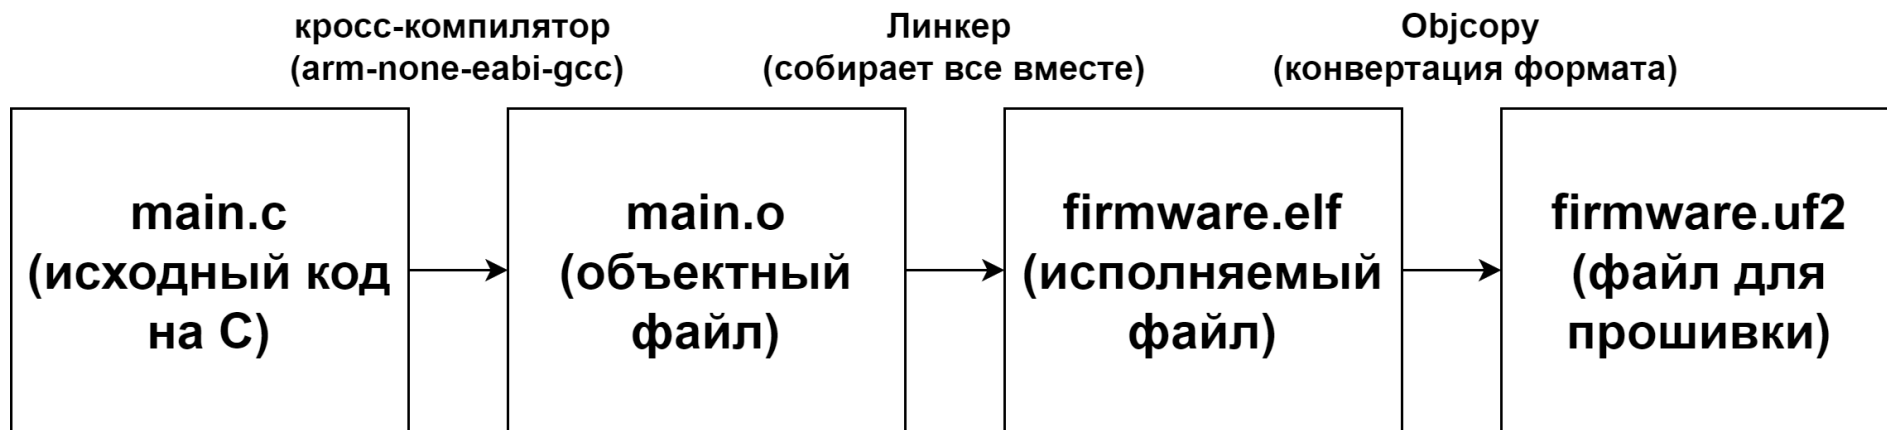 кросс-компилятор
(arm-none-eabi-gcc)
Линкер
(собирает все вместе)
Objcopy
(конвертация формата)
main.c
(исходный код
на C)
main.o
(объектный
файл)
firmware.elf
(исполняемый
файл)
firmware.uf2
(файл для
прошивки)